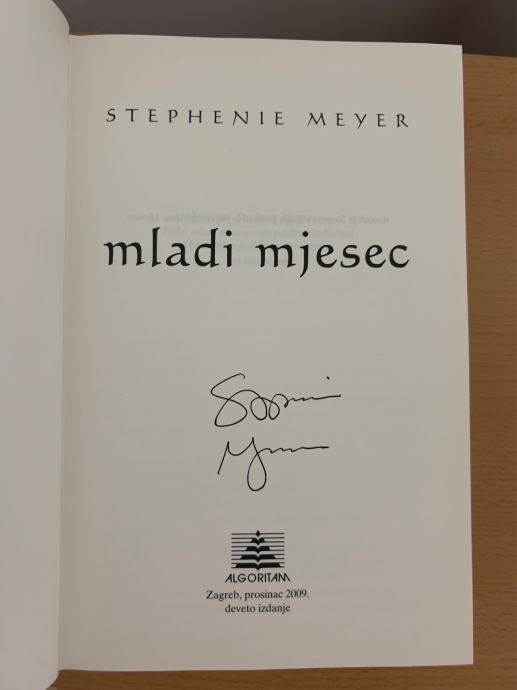 STEPHENIE MEYER
mladi mjesec
ALGORITAM
Zagreb, prosinac 2009.
deveto izdanje